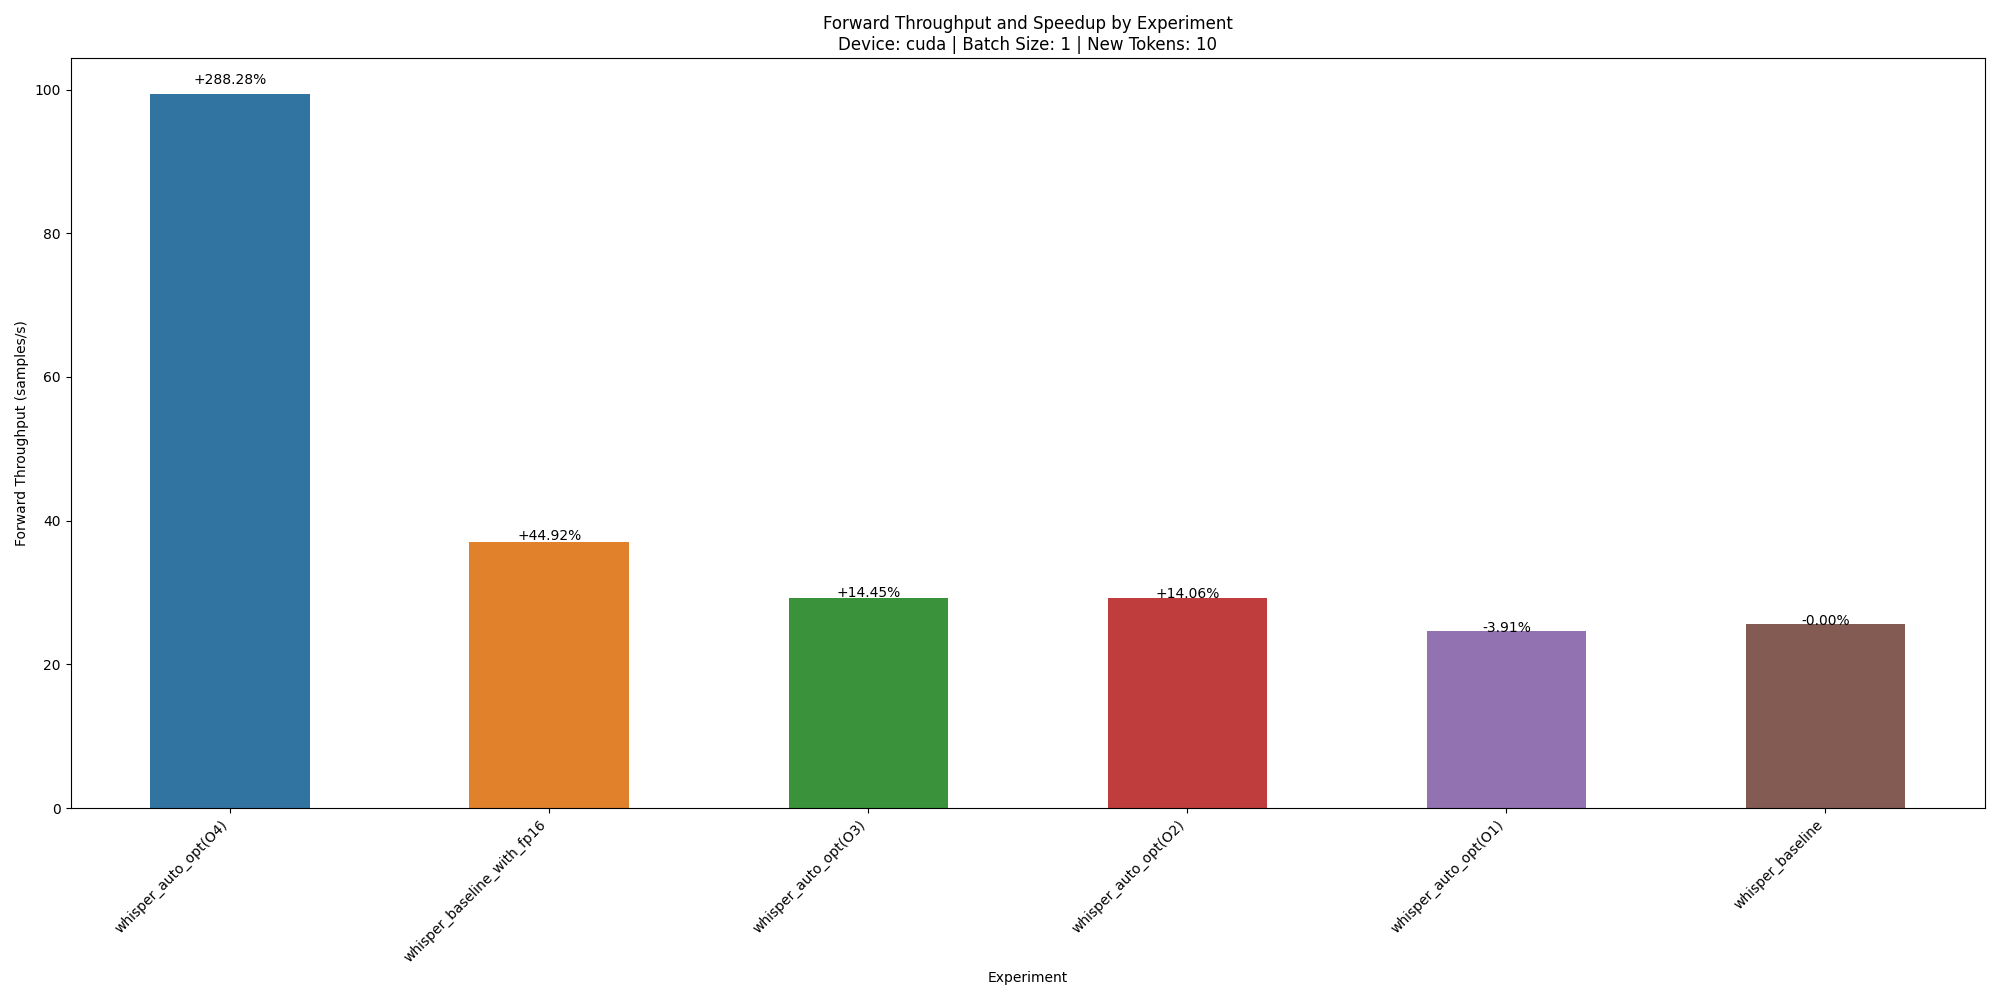 Forward Throughput and Speedup by Experiment
Device: cuda | Batch Size: 1 | New Tokens: 10
Forward Throughput (samples/s)
100
80
60
40
20
0
+288.28%
+44.92%
+14.45%
+14.06%
-3.91%
-0.00%
whisper_auto_opt(O4)
whisper_baseline_with_fp16
whisper_auto_opt(O3)
whisper_auto_opt(O2)
whisper_auto_opt(O1)
whisper_baseline
Experiment